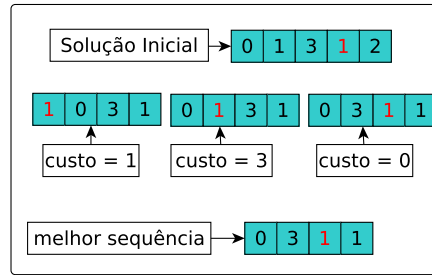 Solução Inicial 0 1 3 1 2
1 0 3 1 0 1 3 1 0 3 1 1
custo = 1 custo = 3 custo = 0
melhor sequência 0 3 1 1